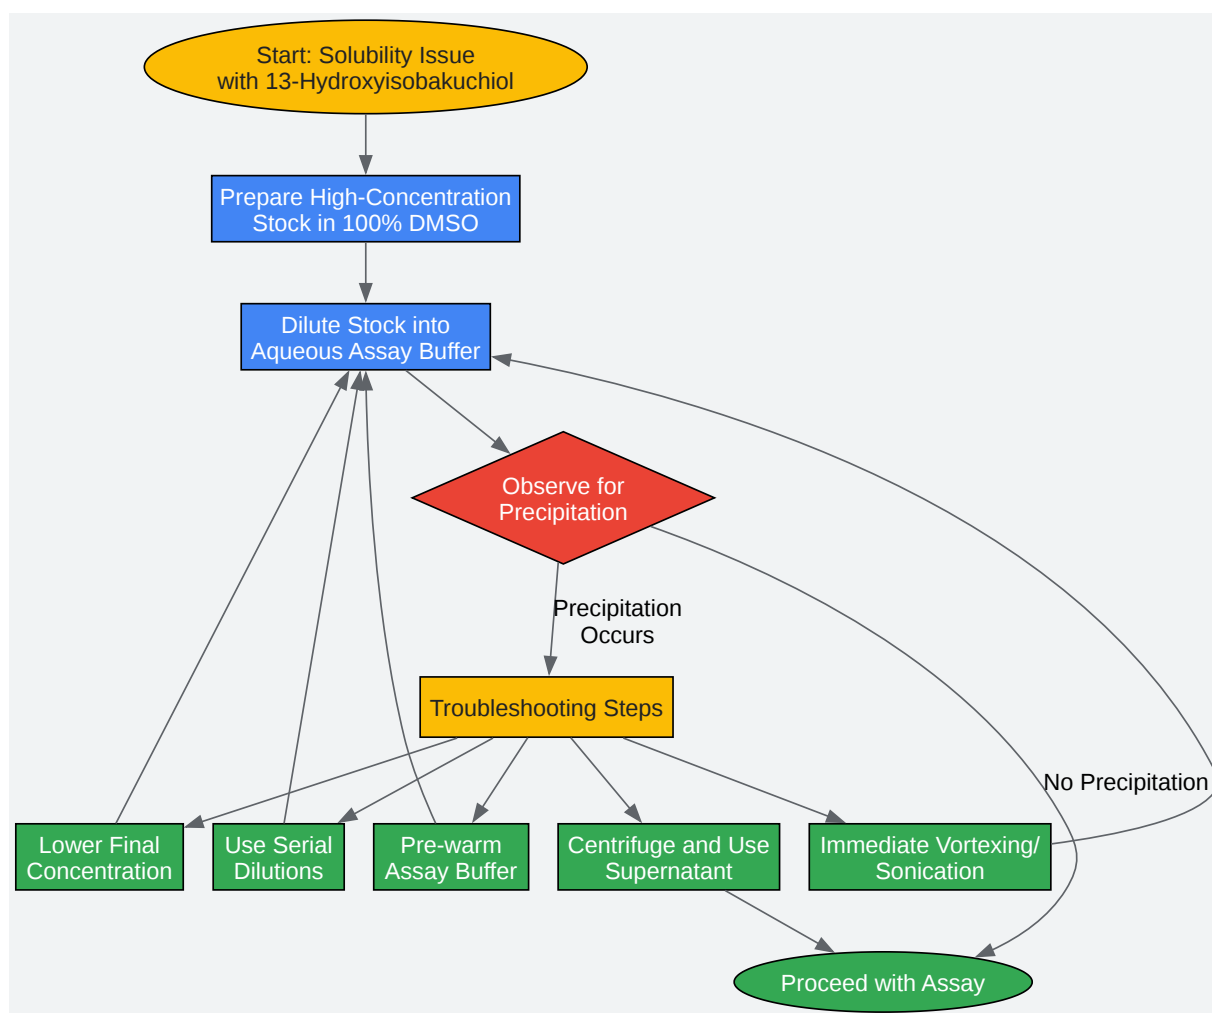 Start: Solubility Issue
with 13-Hydroxyisobakuchiol
Prepare High-Concentration
Stock in 100% DMSO
Dilute Stock into
Aqueous Assay Buffer
Observe for
Precipitation
Precipitation
Occurs
Troubleshooting Steps
No Precipitation
Lower Final
Concentration
Use Serial
Dilutions
Pre-warm
Assay Buffer
Centrifuge and Use
Supernatant
Immediate Vortexing/
Sonication
Proceed with Assay